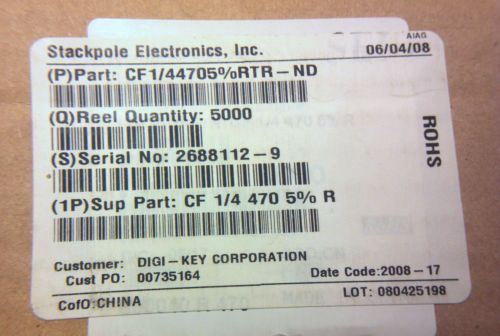 AIAG
Stackpole Electronics, Inc. 06/04/08
(P)Part: CF1/44705%RTR-ND
(Q)Reel Quantity: 5000
(S)Serial No: 2688112-9
(1P)Sup Part: CF 1/4 470 5% R
ROHS
Customer: DIGI-KEY CORPORATION
Cust PO: 00735164 Date Code:2008-17
CofO:CHINA LOT: 080425198